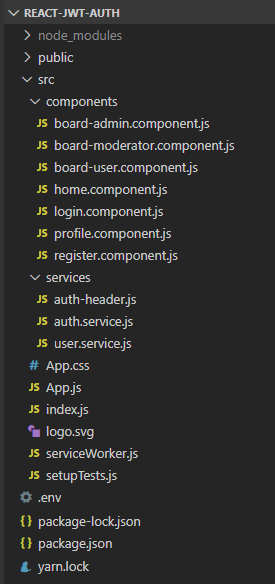 REACT-JWT-AUTH
node_modules
public
src
components
JS board-admin.component.js
JS board-moderator.component.js
JS board-user.component.js
JS home.component.js
JS login.component.js
JS profile.component.js
JS register.component.js
services
JS auth-header.js
JS auth.service.js
JS user.service.js
# App.css
JS App.js
JS index.js
logo.svg
JS serviceWorker.js
JS setupTests.js
.env
{} package-lock.json
{} package.json
yarn.lock